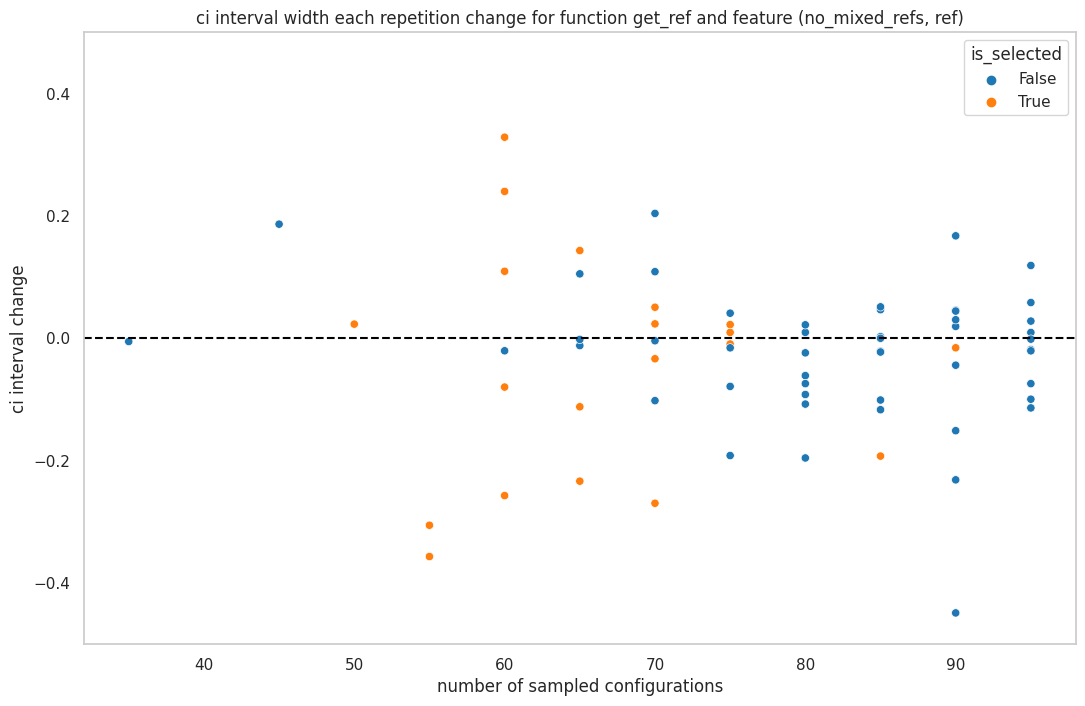 ci interval width each repetition change for function get_ref and feature (no_mixed_refs, ref)
is_selected
False
True
ci interval change
0.4
0.2
0.0
−0.2
−0.4
40
50
60
70
80
90
number of sampled configurations